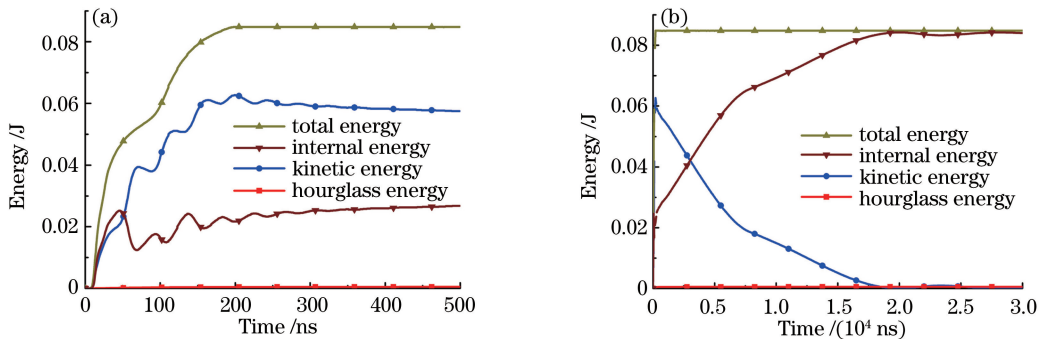 (a)
Energy /J
0.08
0.06
0.04
0.02
0
total energy
internal energy
kinetic energy
hourglass energy
0 100 200 300 400 500
Time /ns
(b)
Energy /J
0.08
0.06
0.04
0.02
0
total energy
internal energy
kinetic energy
hourglass energy
0 0.5 1.0 1.5 2.0 2.5 3.0
Time /(10⁴ ns)